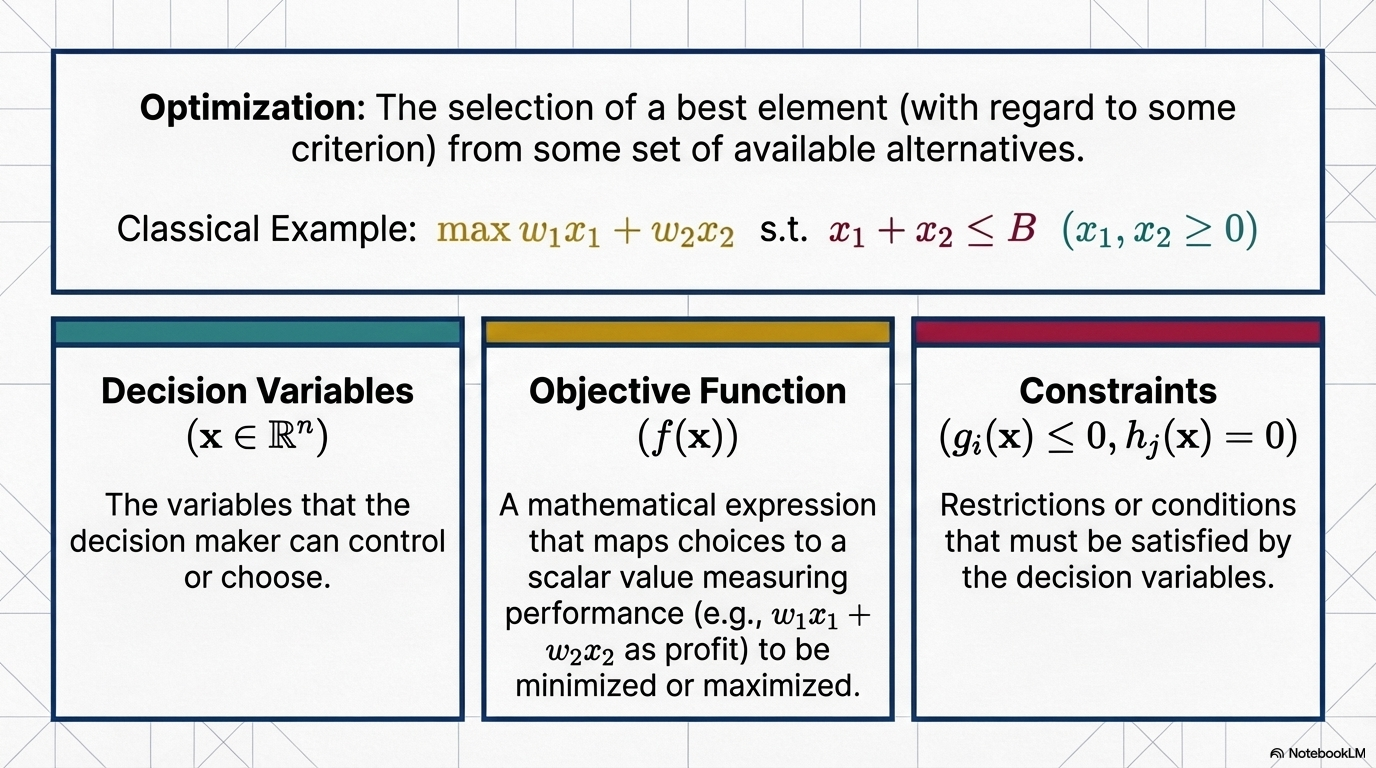 Optimization: The selection of a best element (with regard to some
criterion) from some set of available alternatives.
Classical Example: max w₁x₁ + w₂x₂ s.t. x₁ + x₂ ≤ B (x₁, x₂ ≥ 0)
Decision Variables
(x ∈ ℝⁿ)
The variables that the
decision maker can control
or choose.
Objective Function
(f(x))
A mathematical expression
that maps choices to a
scalar value measuring
performance (e.g., w₁x₁ +
w₂x₂ as profit) to be
minimized or maximized.
Constraints
(gᵢ(x) ≤ 0, hⱼ(x) = 0)
Restrictions or conditions
that must be satisfied by
the decision variables.
NotebookLM